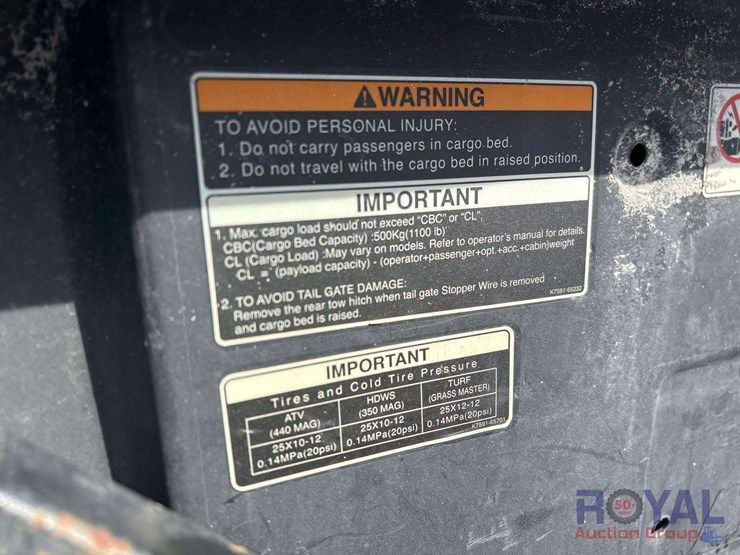 WARNING
TO AVOID PERSONAL INJURY:
1. Do not carry passengers in cargo bed.
2. Do not travel with the cargo bed in raised position.
IMPORTANT
1. Max. cargo load should not exceed "CBC" or "CL".
CBC(Cargo Bed Capacity) :500Kg(1100 lb)
CL (Cargo Load) :May vary on models. Refer to operator's manual for details.
CL = (payload capacity) - (operator+passenger+opt.+acc.+cabin)weight
2. TO AVOID TAIL GATE DAMAGE:
Remove the rear tow hitch when tail gate Stopper Wire is removed
and cargo bed is raised.
K7591-65232
IMPORTANT
Tires and Cold Tire Pressure
ATV (440 MAG) HDWS (350 MAG) TURF (GRASS MASTER)
25X10-12 25X10-12 25X12-12
0.14MPa(20psi) 0.14MPa(20psi) 0.14MPa(20psi)
ROYAL
50
Auction Group